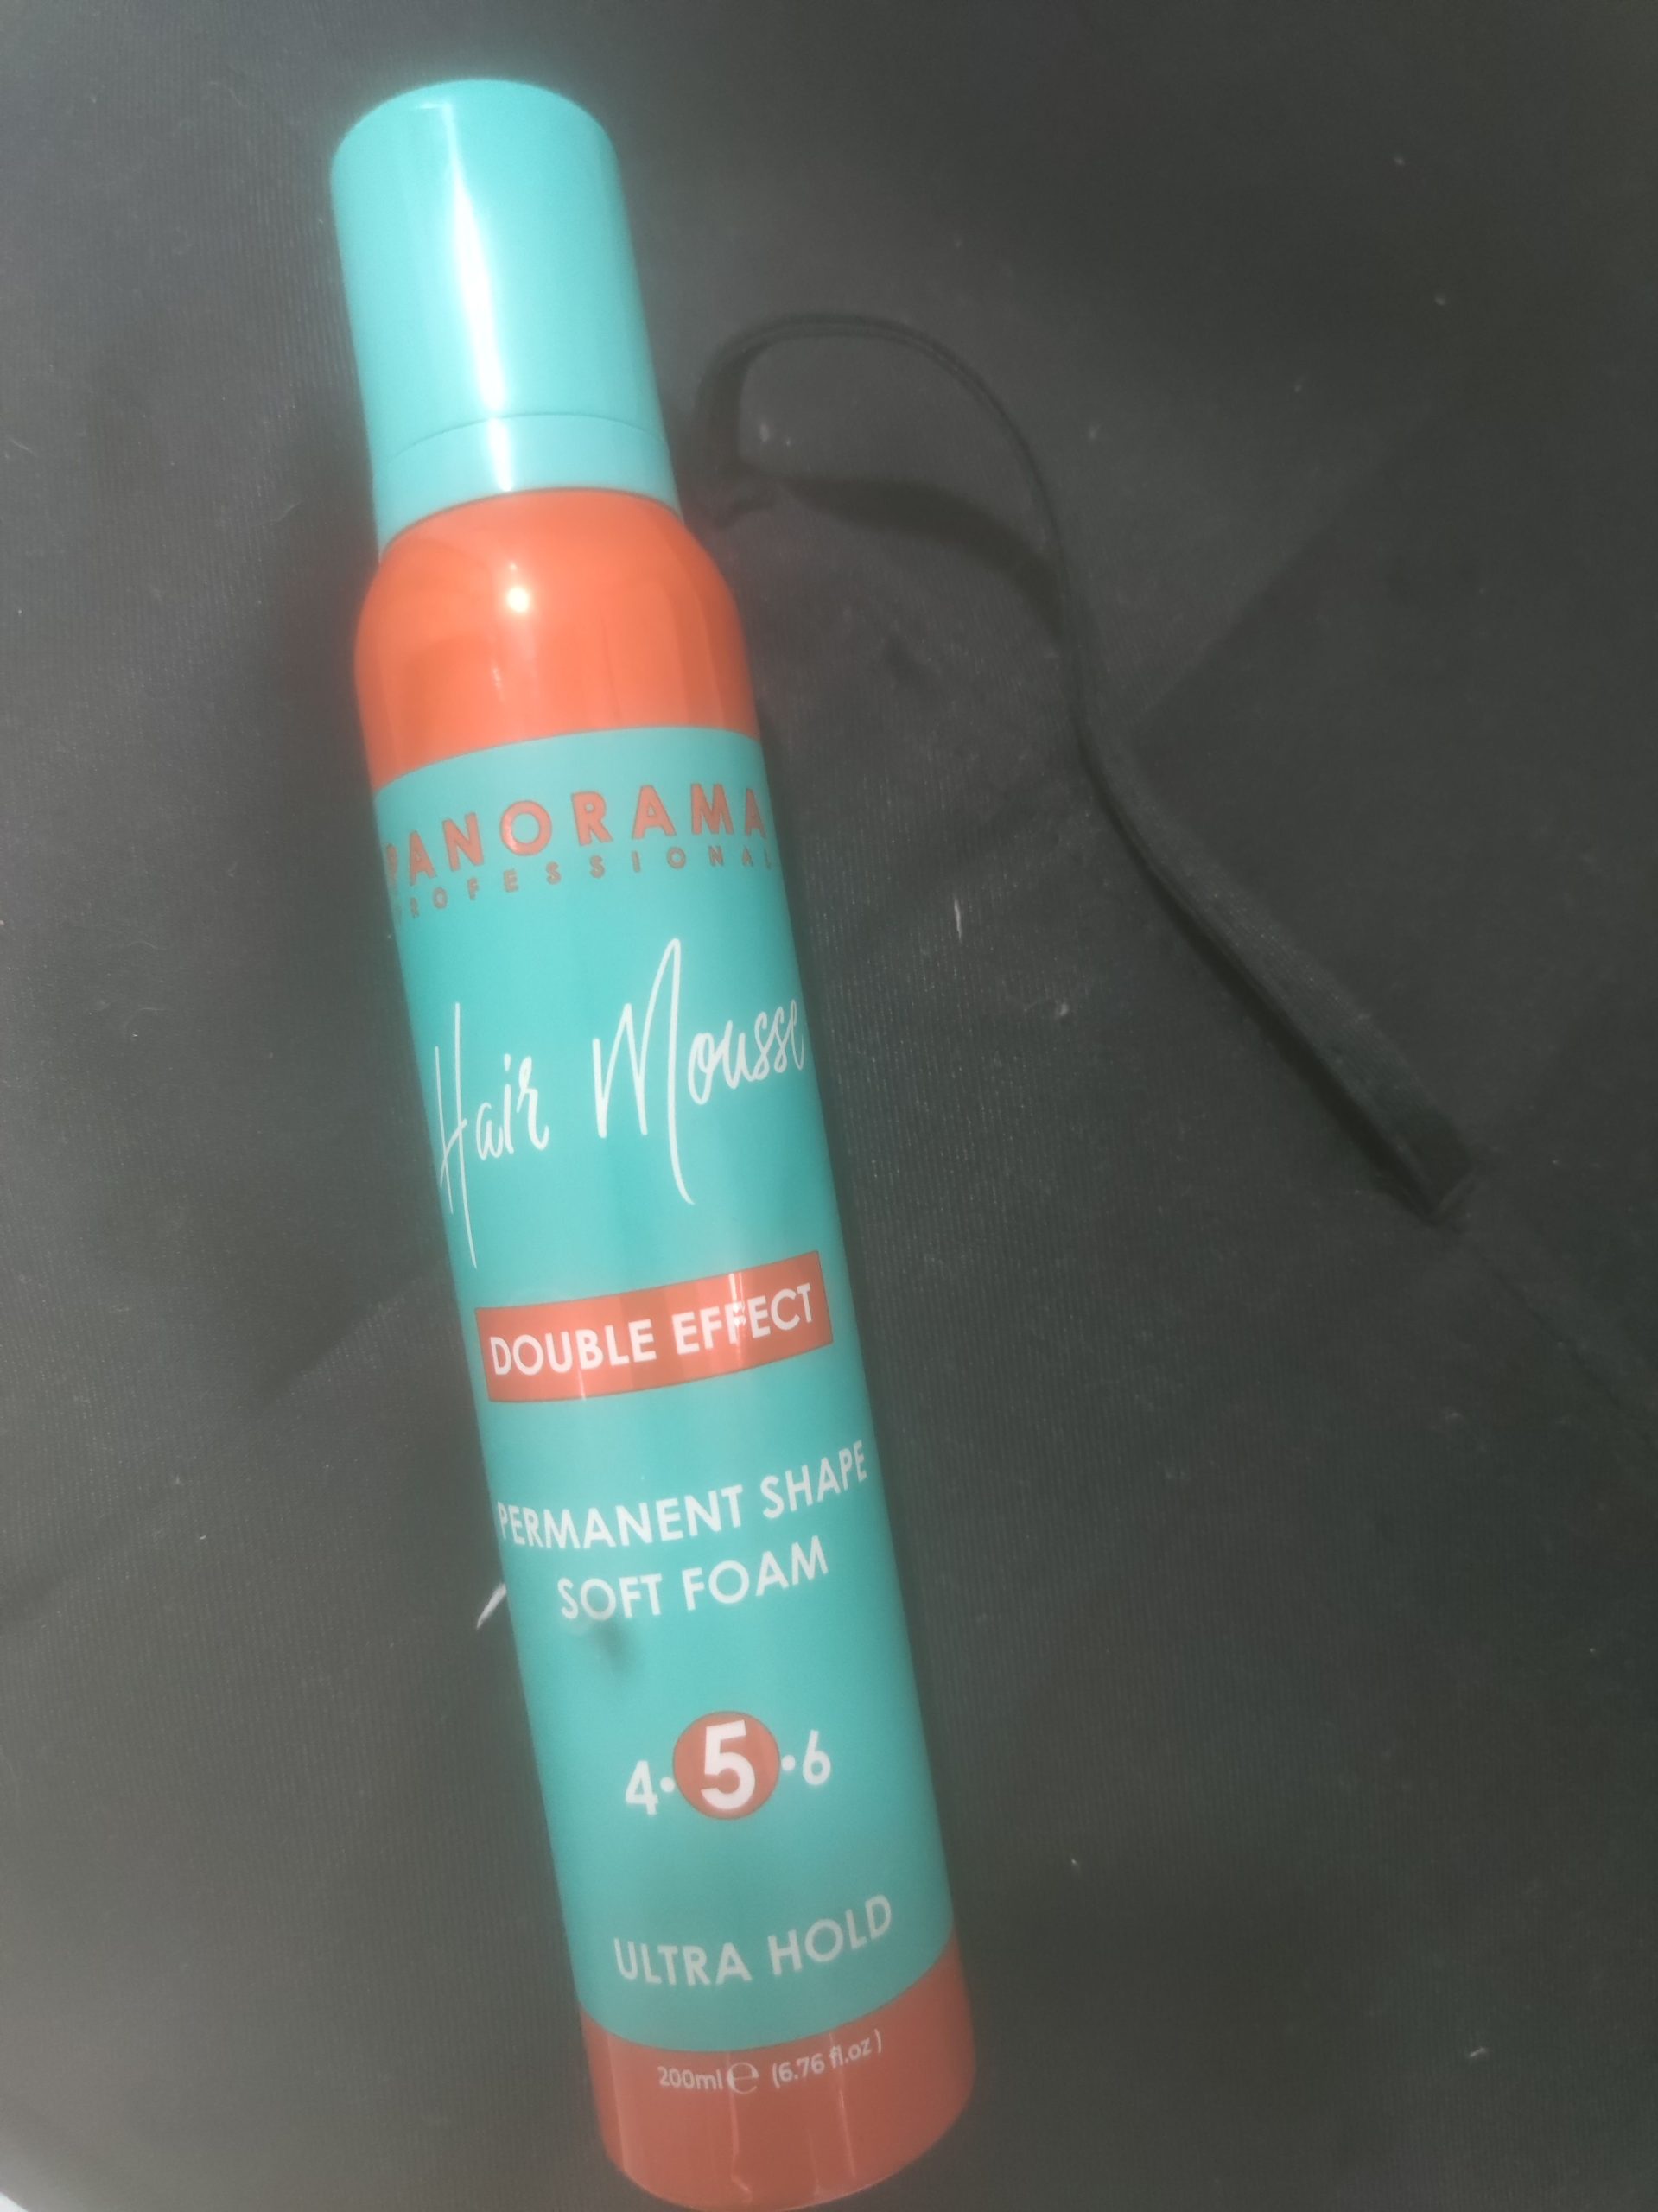 PANORAMA
PROFESSIONAL
Hair Mousse
DOUBLE EFFECT
PERMANENT SHAPE
SOFT FOAM
4·5·6
ULTRA HOLD
200ml ℮ (6.76 fl.oz)